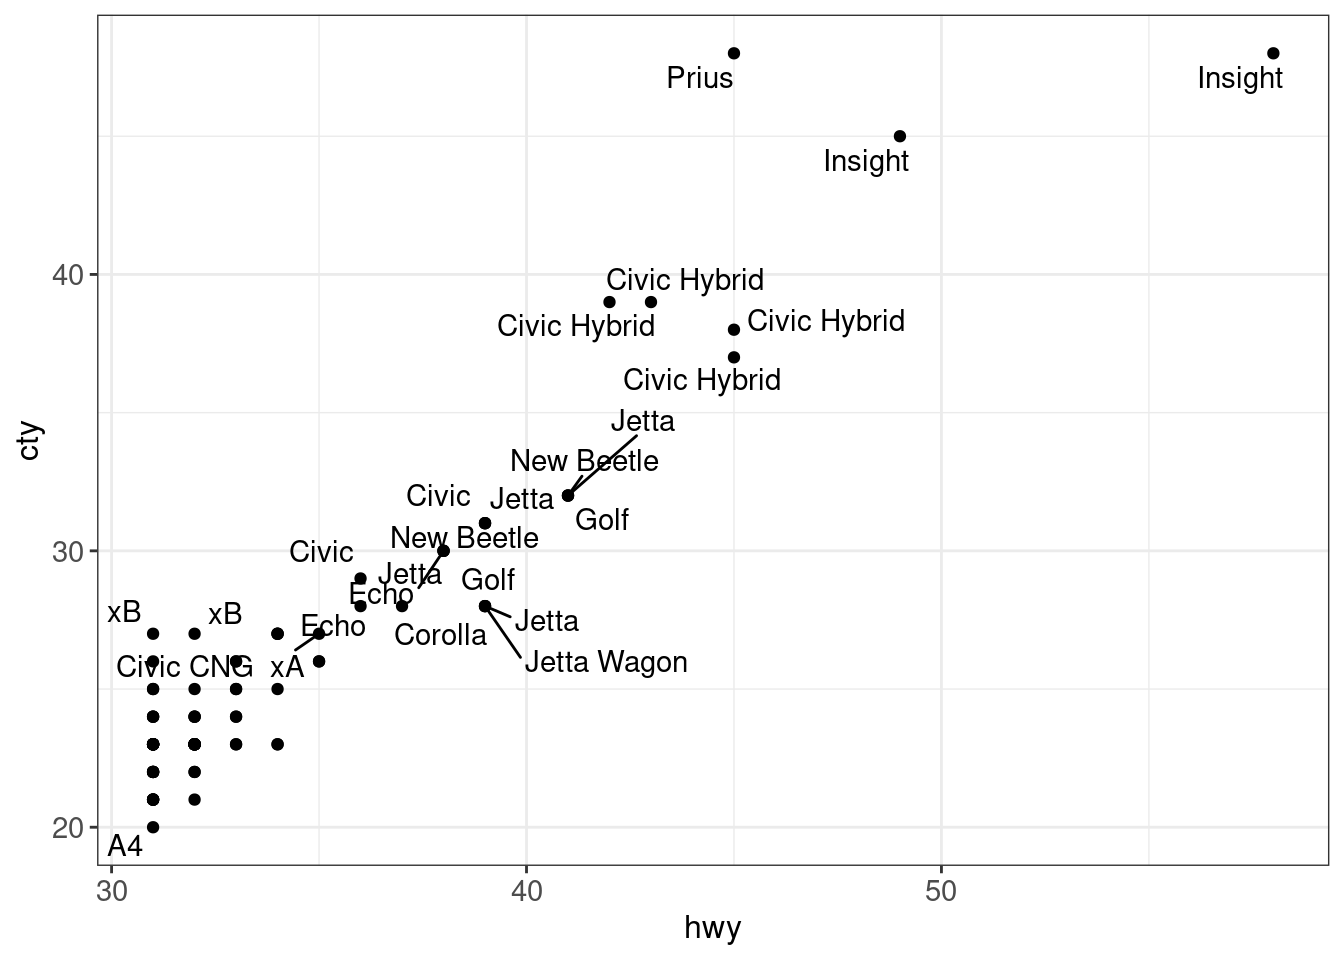 Prius
Insight
Insight
40
Civic Hybrid
Civic Hybrid
Civic Hybrid
Civic Hybrid
Jetta
cty
New Beetle
Civic
Jetta
Golf
New Beetle
30
Civic
Jetta
Golf
Echo
xB
xB
Echo
Jetta
Corolla
Civic CNG
xA
Jetta Wagon
20
A4
30
40
50
hwy